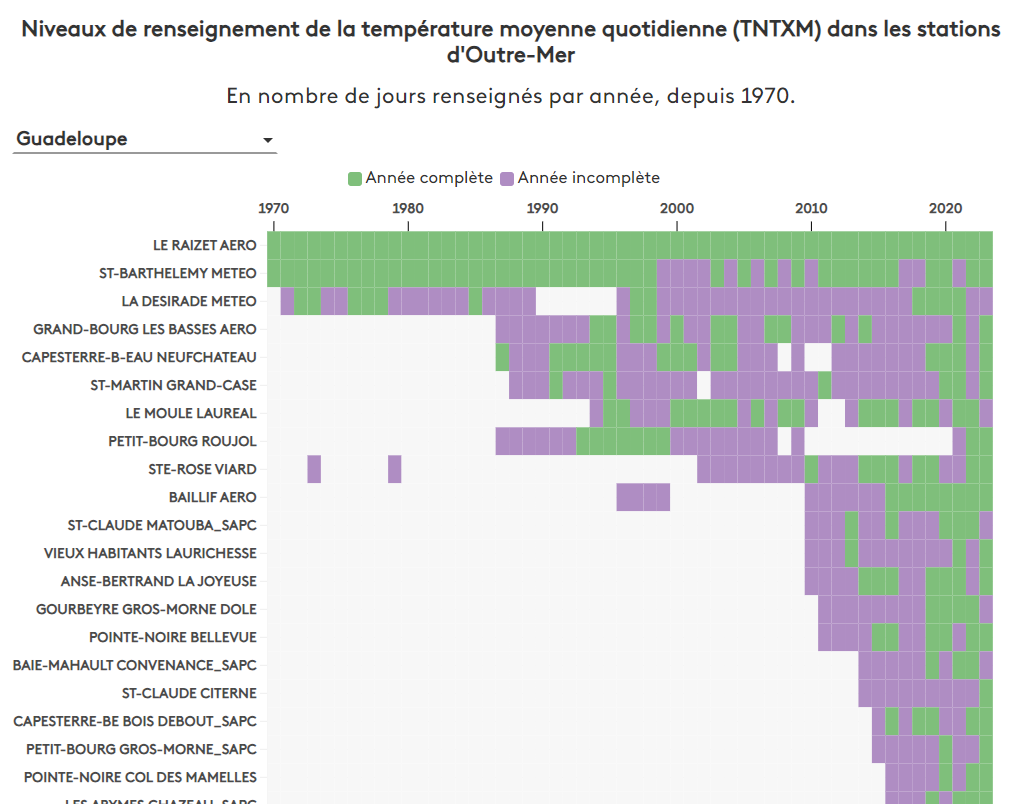 Niveaux de renseignement de la température moyenne quotidienne (TNTXM) dans les stations
d'Outre-Mer
En nombre de jours renseignés par année, depuis 1970.
Guadeloupe
Année complète Année incomplète
1970 1980 1990 2000 2010 2020
LE RAIZET AERO
ST-BARTHELEMY METEO
LA DESIRADE METEO
GRAND-BOURG LES BASSES AERO
CAPESTERRE-B-EAU NEUFCHATEAU
ST-MARTIN GRAND-CASE
LE MOULE LAUREAL
PETIT-BOURG ROUJOL
STE-ROSE VIARD
BAILLIF AERO
ST-CLAUDE MATOUBA_SAPC
VIEUX HABITANTS LAURICHESSE
ANSE-BERTRAND LA JOYEUSE
GOURBEYRE GROS-MORNE DOLE
POINTE-NOIRE BELLEVUE
BAIE-MAHAULT CONVENANCE_SAPC
ST-CLAUDE CITERNE
CAPESTERRE-BE BOIS DEBOUT_SAPC
PETIT-BOURG GROS-MORNE_SAPC
POINTE-NOIRE COL DES MAMELLES
LES ABYMES CHAZEAU_SAPC